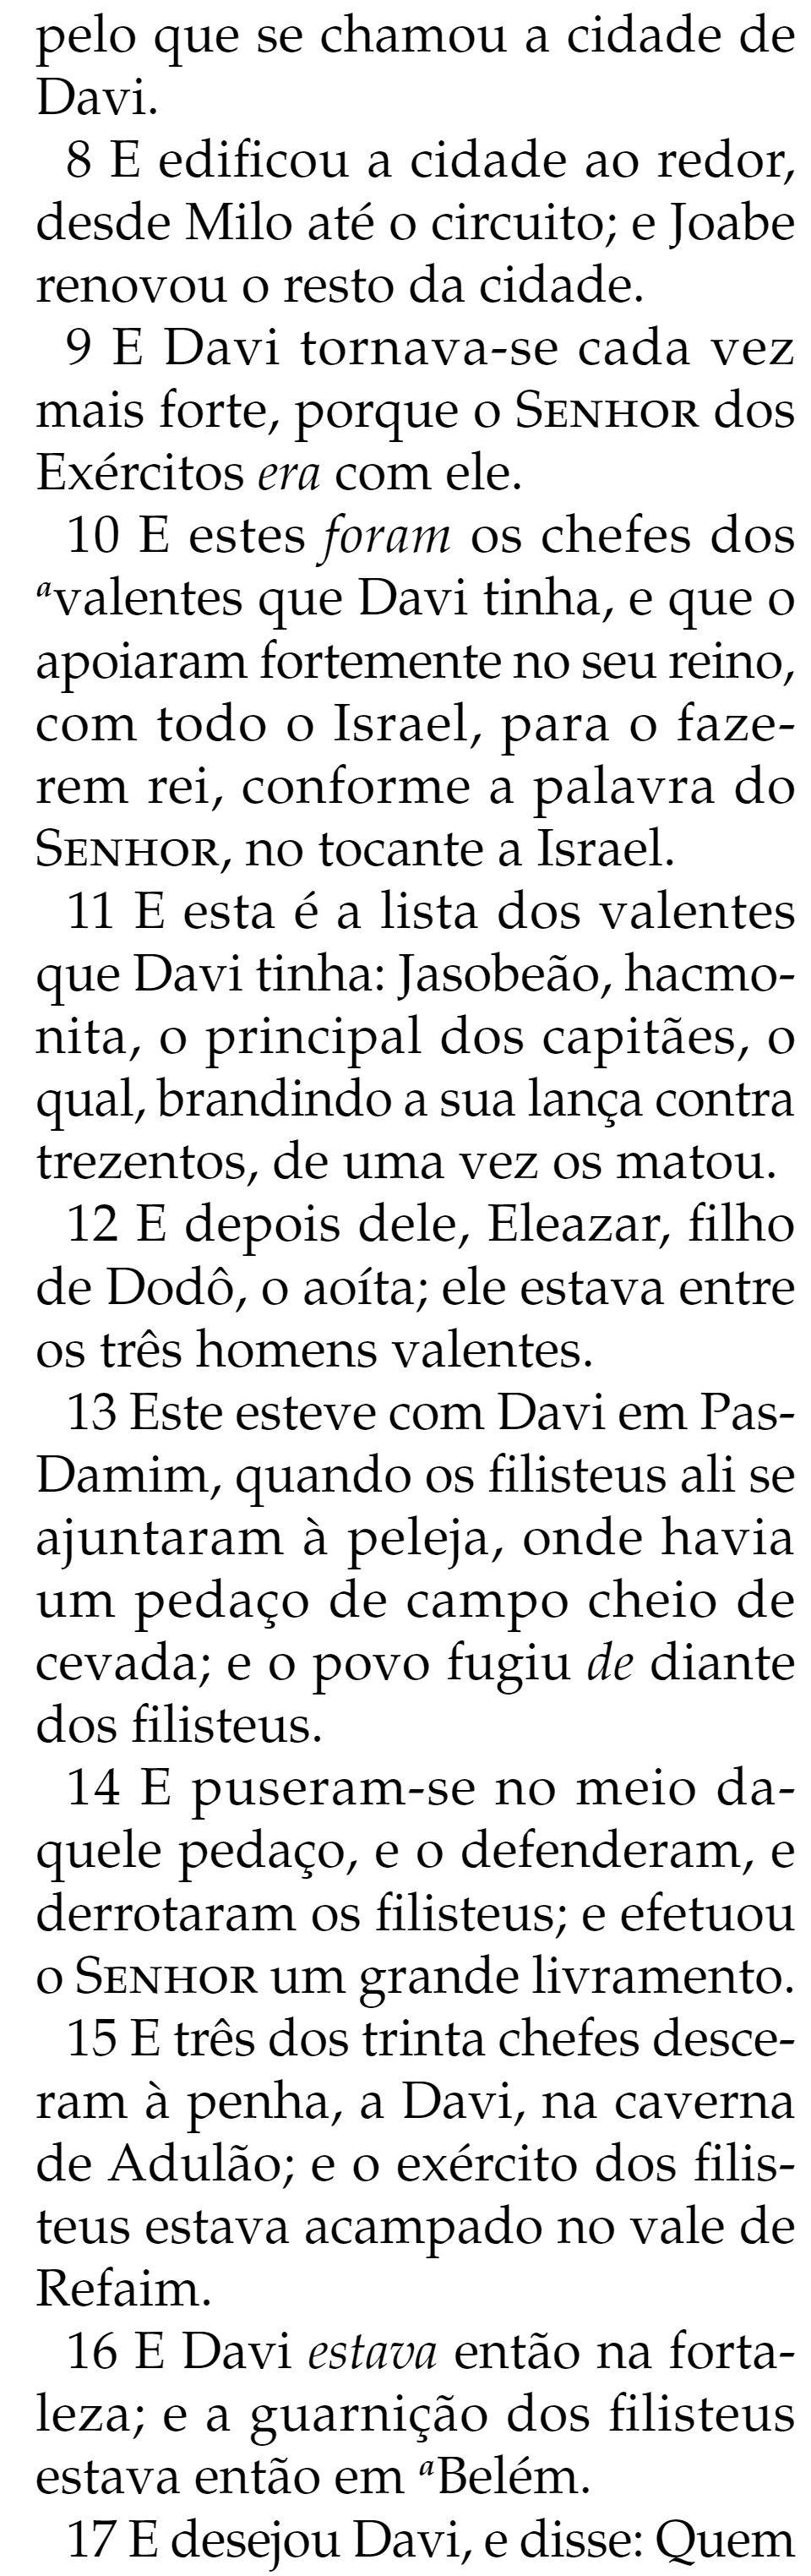 pelo que se chamou a cidade de
Davi.
8 E edificou a cidade ao redor,
desde Milo até o circuito; e Joabe
renovou o resto da cidade.
9 E Davi tornava-se cada vez
mais forte, porque o SENHOR dos
Exércitos era com ele.
10 E estes foram os chefes dos
ªvalentes que Davi tinha, e que o
apoiaram fortemente no seu reino,
com todo o Israel, para o faze-
rem rei, conforme a palavra do
SENHOR, no tocante a Israel.
11 E esta é a lista dos valentes
que Davi tinha: Jasobeão, hacmo-
nita, o principal dos capitães, o
qual, brandindo a sua lança contra
trezentos, de uma vez os matou.
12 E depois dele, Eleazar, filho
de Dodô, o aoíta; ele estava entre
os três homens valentes.
13 Este esteve com Davi em Pas-
Damim, quando os filisteus ali se
ajuntaram à peleja, onde havia
um pedaço de campo cheio de
cevada; e o povo fugiu de diante
dos filisteus.
14 E puseram-se no meio da-
quele pedaço, e o defenderam, e
derrotaram os filisteus; e efetuou
o SENHOR um grande livramento.
15 E três dos trinta chefes desce-
ram à penha, a Davi, na caverna
de Adulão; e o exército dos filis-
teus estava acampado no vale de
Refaim.
16 E Davi estava então na forta-
leza; e a guarnição dos filisteus
estava então em ªBelém.
17 E desejou Davi, e disse: Quem